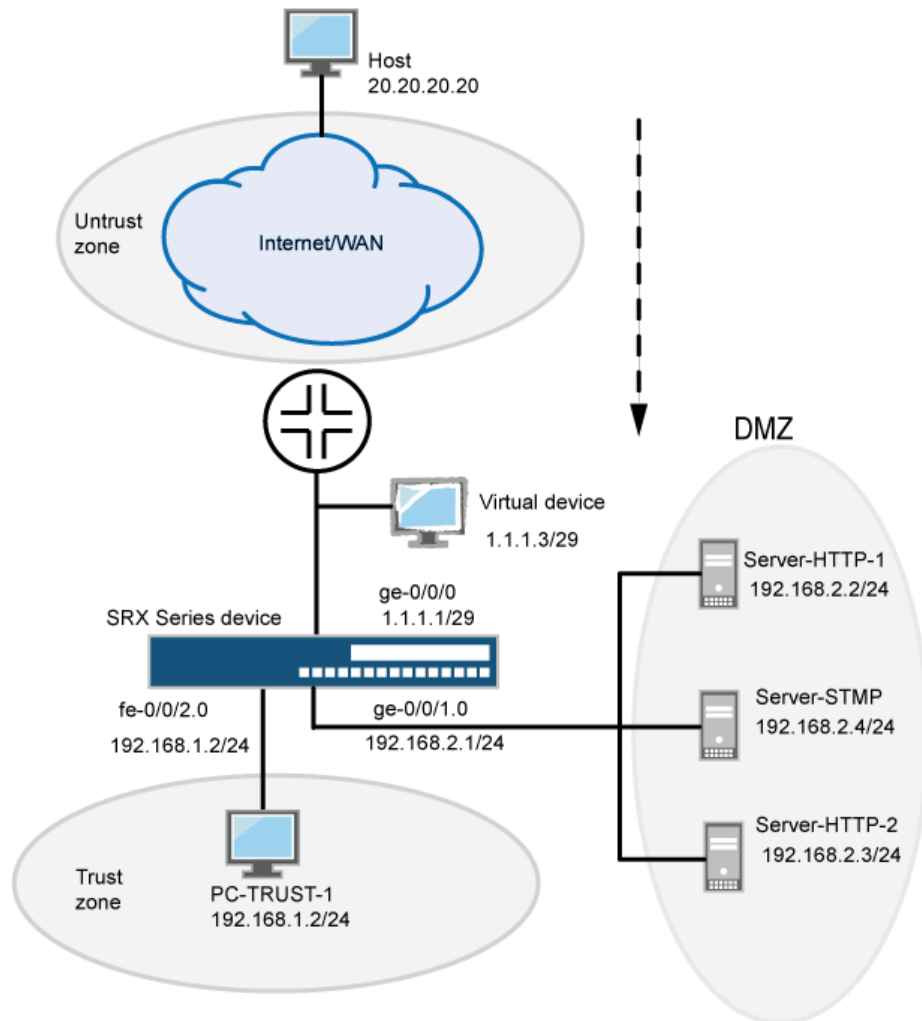 Host
20.20.20.20
Untrust
zone
Internet/WAN
DMZ
Virtual device
1.1.1.3/29
Server-HTTP-1
192.168.2.2/24
ge-0/0/0
1.1.1.1/29
SRX Series device
Server-STMP
192.168.2.4/24
fe-0/0/2.0
192.168.1.2/24
ge-0/0/1.0
192.168.2.1/24
Server-HTTP-2
192.168.2.3/24
Trust
zone
PC-TRUST-1
192.168.1.2/24